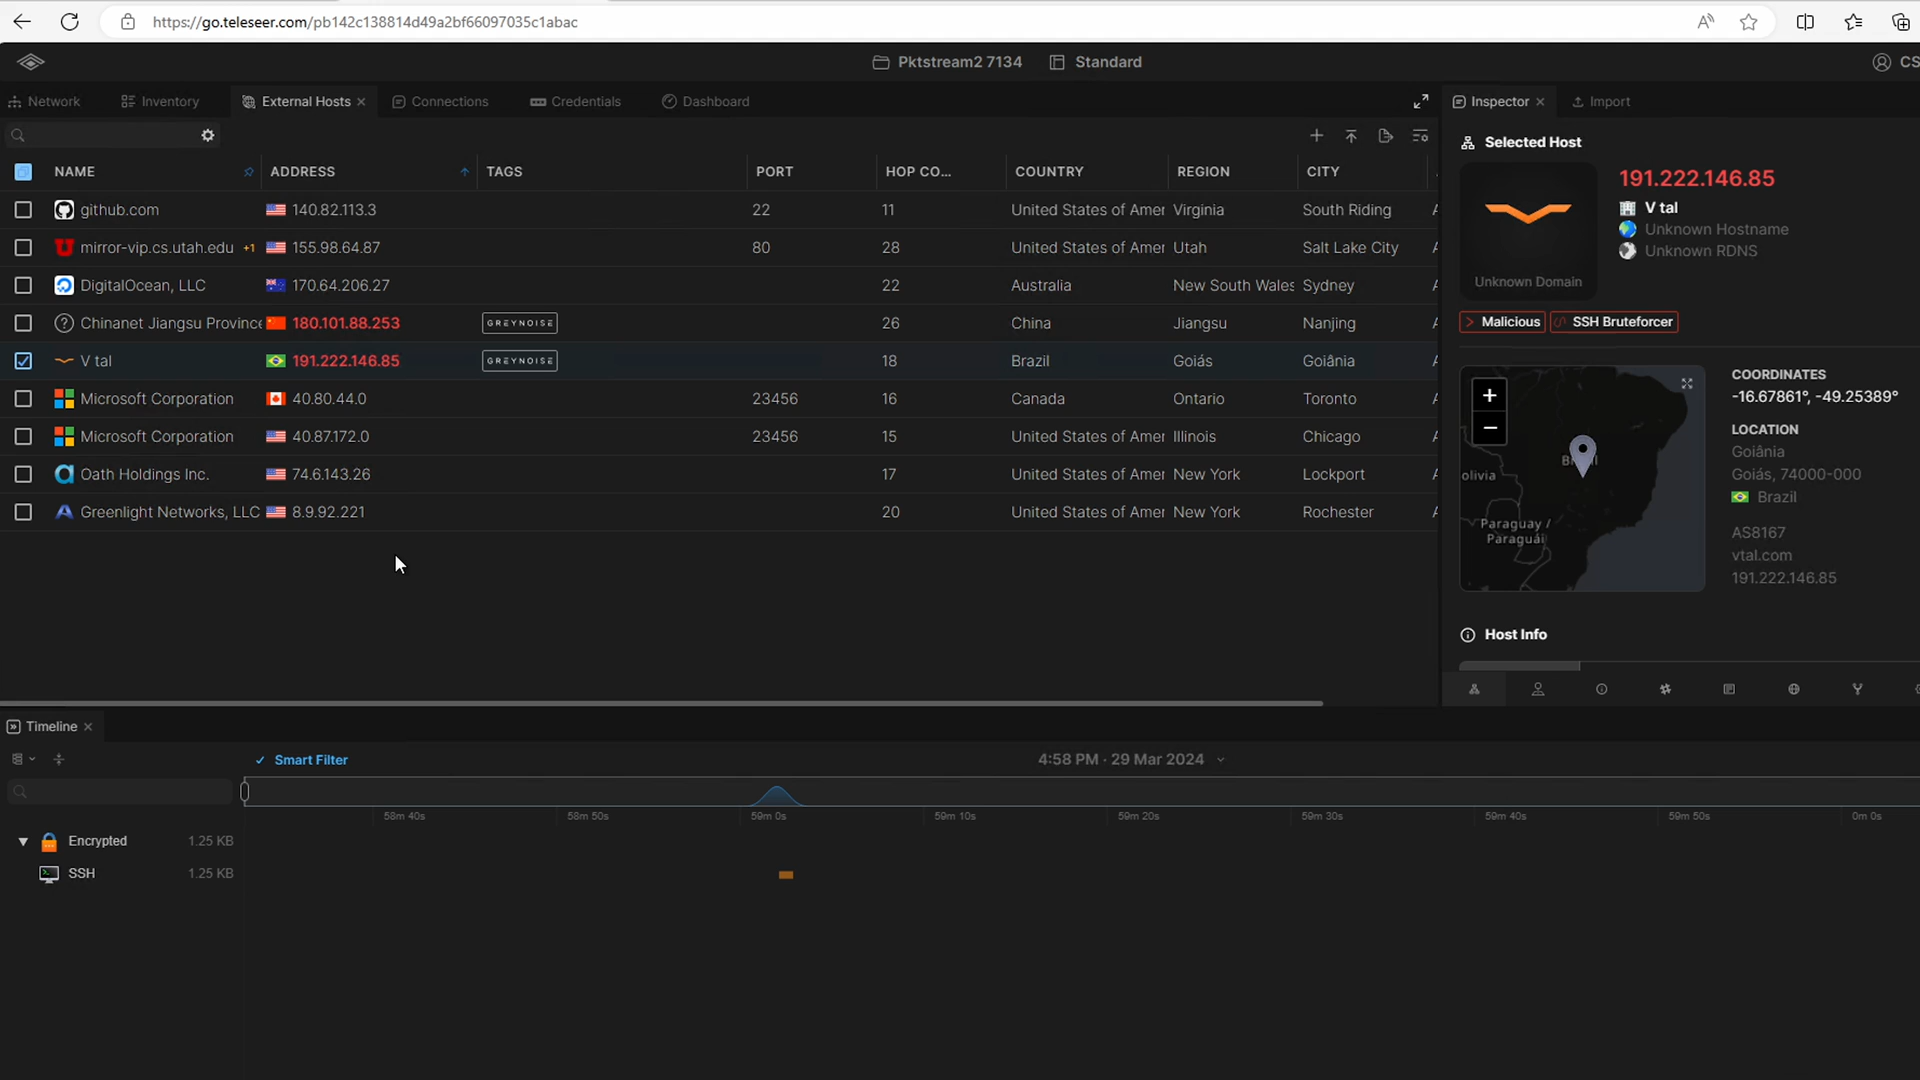 https://go.teleseer.com/pb142c138814d49a2bf66097035c1abac
Pktstream2 7134 Standard CS
Network Inventory External Hosts Connections Credentials Dashboard
NAME ADDRESS TAGS PORT HOP CO... COUNTRY REGION CITY
github.com 140.82.113.3 22 11 United States of Amer Virginia South Riding
mirror-vip.cs.utah.edu +1 155.98.64.87 80 28 United States of Amer Utah Salt Lake City
DigitalOcean, LLC 170.64.206.27 22 Australia New South Wales Sydney
Chinanet Jiangsu Province 180.101.88.253 GREYNOISE 26 China Jiangsu Nanjing
V tal 191.222.146.85 GREYNOISE 18 Brazil Goiás Goiânia
Microsoft Corporation 40.80.44.0 23456 16 Canada Ontario Toronto
Microsoft Corporation 40.87.172.0 23456 15 United States of Amer Illinois Chicago
Oath Holdings Inc. 74.6.143.26 17 United States of Amer New York Lockport
Greenlight Networks, LLC 8.9.92.221 20 United States of Amer New York Rochester
Inspector Import
Selected Host
191.222.146.85
V tal
Unknown Hostname
Unknown RDNS
Unknown Domain
Malicious SSH Bruteforcer
+
−
olivia
Paraguay /
Paraguái
COORDINATES
-16.67861°, -49.25389°
LOCATION
Goiânia
Goiás, 74000-000
Brazil
AS8167
vtal.com
191.222.146.85
Host Info
Timeline
Smart Filter 4:58 PM · 29 Mar 2024
58m 40s 58m 50s 59m 0s 59m 10s 59m 20s 59m 30s 59m 40s 59m 50s 0m 0s
Encrypted 1.25 KB
SSH 1.25 KB